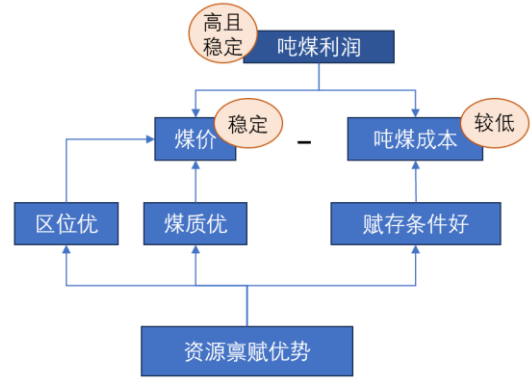 高且
稳定
吨煤利润
煤价
稳定
–
吨煤成本
较低
区位优
煤质优
赋存条件好
资源禀赋优势